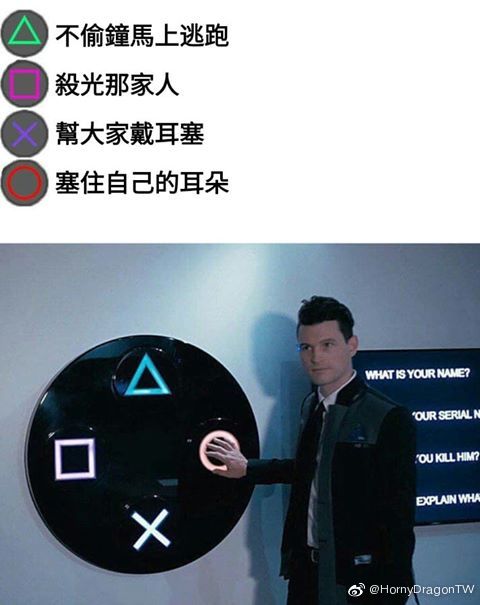 不偷鐘馬上逃跑
殺光那家人
幫大家戴耳塞
塞住自己的耳朵
WHAT IS YOUR NAME?
OUR SERIAL N
OU KILL HIM?
EXPLAIN WHA
@HornyDragonTW